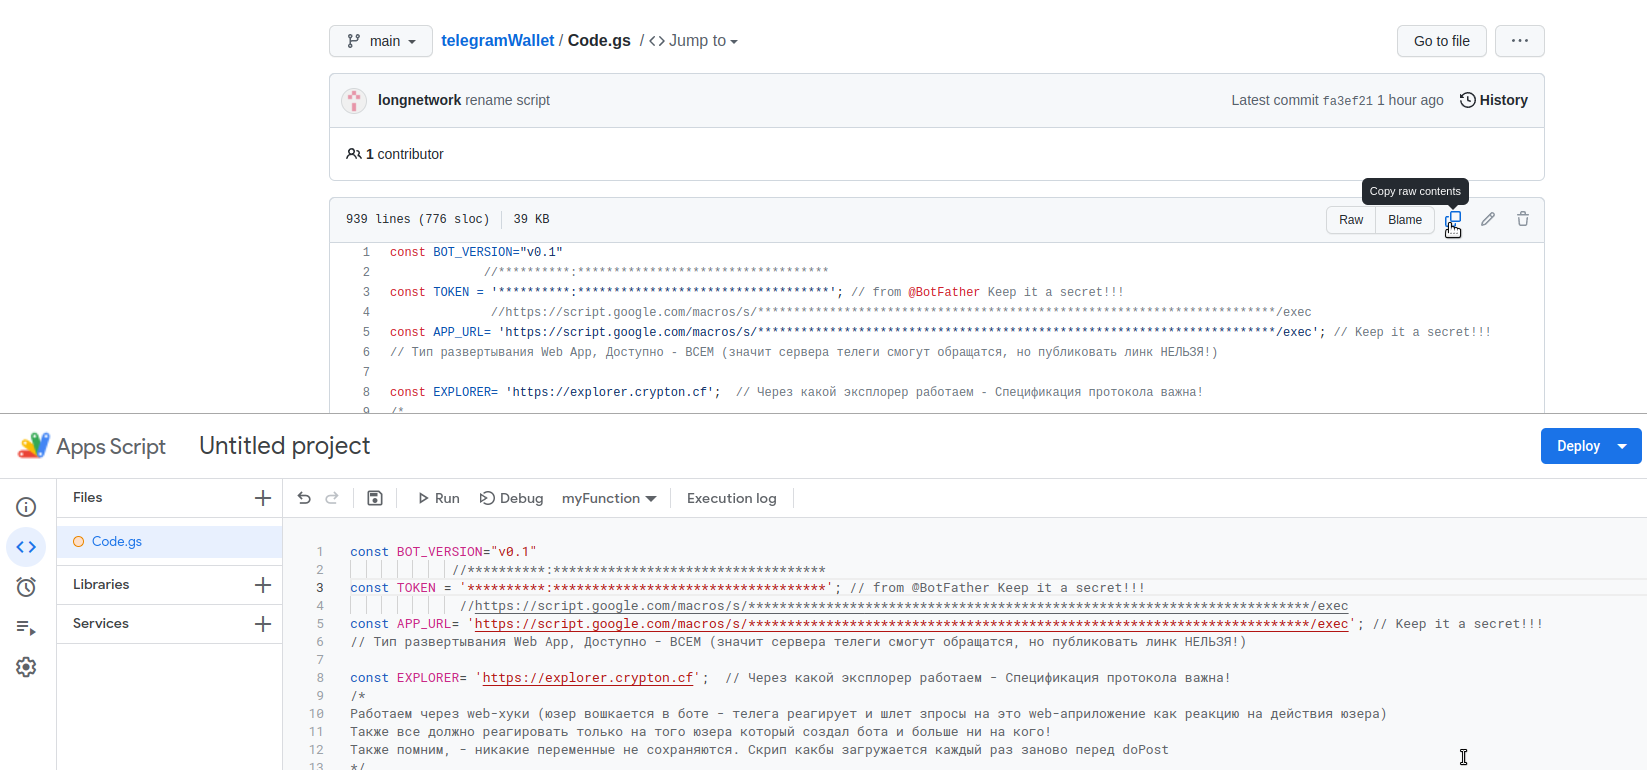 main
telegramWallet / Code.gs / <> Jump to
Go to file
...
longnetwork rename script
Latest commit fa3ef21 1 hour ago
History
1 contributor
Copy raw contents
939 lines (776 sloc) 39 KB
Raw
Blame
1 const BOT_VERSION="v0.1"
2 //**********:***********************************
3 const TOKEN = '**********:***********************************'; // from @BotFather Keep it a secret!!!
4 //https://script.google.com/macros/s/************************************************************************/exec
5 const APP_URL= 'https://script.google.com/macros/s/************************************************************************/exec'; // Keep it a secret!!!
6 // Тип развертывания Web App, Доступно - ВСЕМ (значит сервера телеги смогут обращатся, но публиковать линк НЕЛЬЗЯ!)
7
8 const EXPLORER= 'https://explorer.crypton.cf'; // Через какой эксплорер работаем - Спецификация протокола важна!
9 /*
Apps Script
Untitled project
Deploy
Files
Run
Debug
myFunction
Execution log
Code.gs
Libraries
Services
1 const BOT_VERSION="v0.1"
2 //**********:***********************************
3 const TOKEN = '**********:***********************************'; // from @BotFather Keep it a secret!!!
4 //https://script.google.com/macros/s/************************************************************************/exec
5 const APP_URL= 'https://script.google.com/macros/s/************************************************************************/exec'; // Keep it a secret!!!
6 // Тип развертывания Web App, Доступно - ВСЕМ (значит сервера телеги смогут обращатся, но публиковать линк НЕЛЬЗЯ!)
7
8 const EXPLORER= 'https://explorer.crypton.cf'; // Через какой эксплорер работаем - Спецификация протокола важна!
9 /*
10 Работаем через web-хуки (юзер вошкается в боте - телега реагирует и шлет зпросы на это web-априложение как реакцию на действия юзера)
11 Также все должно реагировать только на того юзера который создал бота и больше ни на кого!
12 Также помним, - никакие переменные не сохраняются. Скрип какбы загружается каждый раз заново перед doPost
13 */